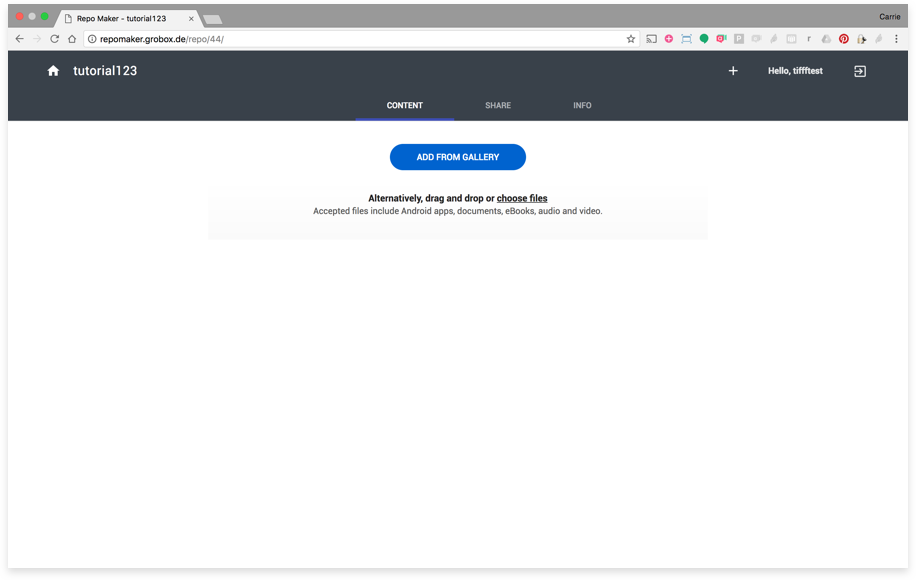 Repo Maker - tutorial123
Carrie
repomaker.grobox.de/repo/44/
tutorial123
Hello, tiffftest
CONTENT SHARE INFO
ADD FROM GALLERY
Alternatively, drag and drop or choose files
Accepted files include Android apps, documents, eBooks, audio and video.